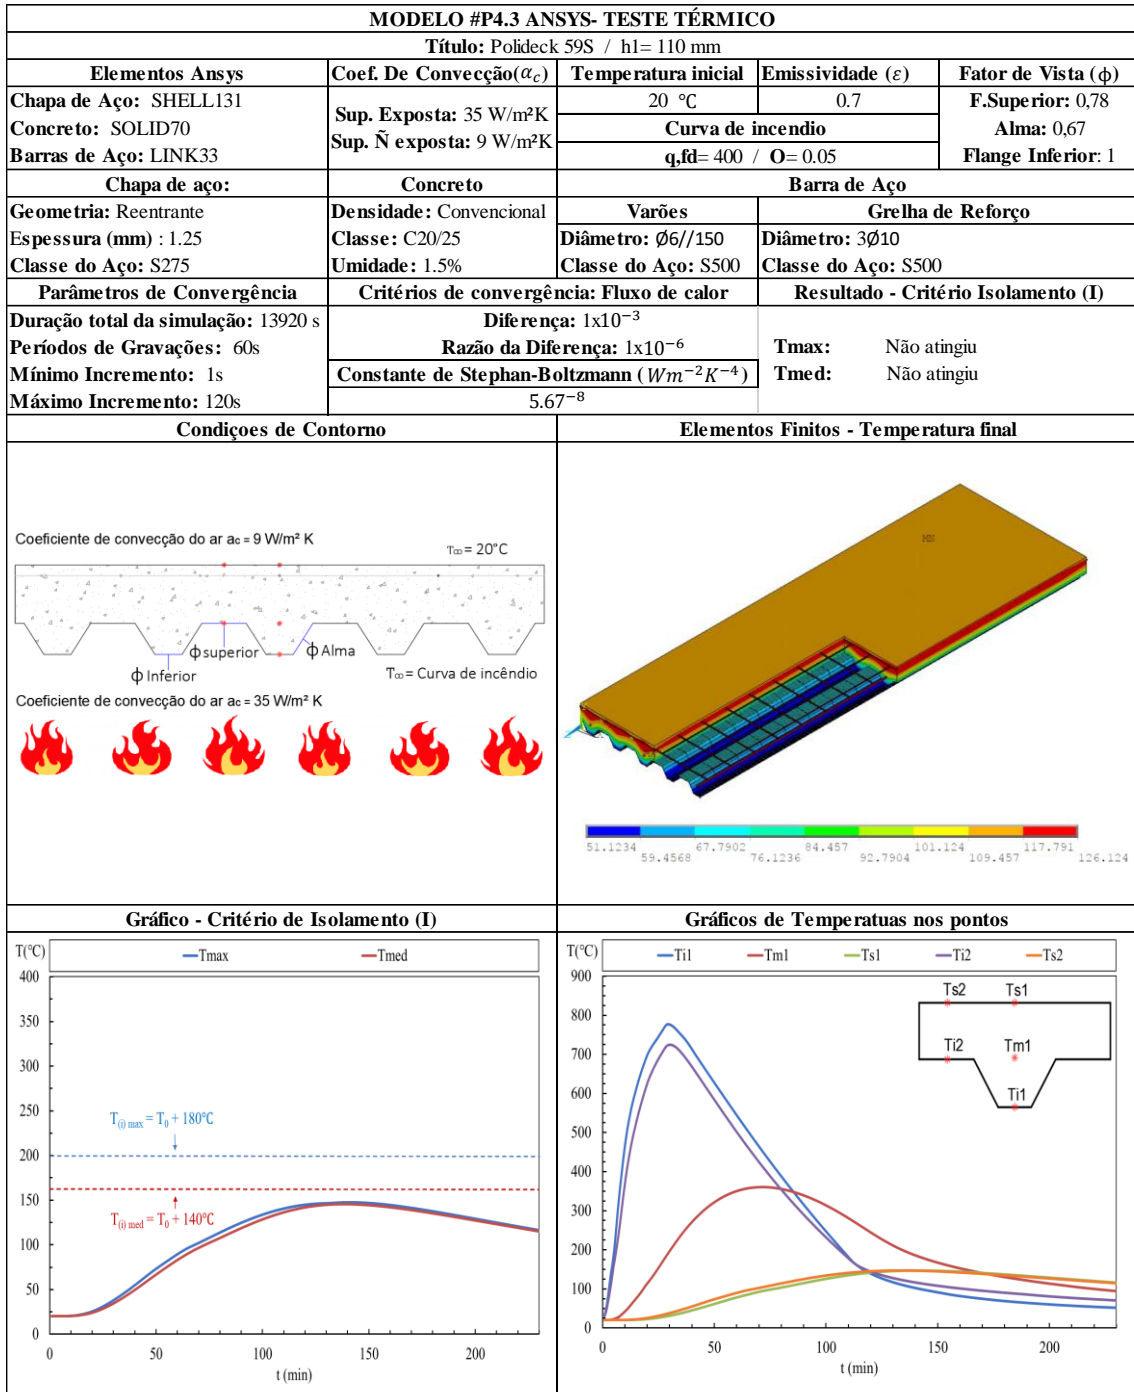 MODELO #P4.3 ANSYS- TESTE TÉRMICO
Título: Polideck 59S / h1= 110 mm
Elementos Ansys
Coef. De Convecção(α𝑐)
Temperatura inicial
Emissividade (ε)
Fator de Vista (ϕ)
Chapa de Aço: SHELL131
Concreto: SOLID70
Barras de Aço: LINK33
Sup. Exposta: 35 W/m²K
Sup. Ñ exposta: 9 W/m²K
20 °C
0.7
Curva de incendio
q,fd= 400 / O= 0.05
F.Superior: 0,78
Alma: 0,67
Flange Inferior: 1
Chapa de aço:
Concreto
Barra de Aço
Geometria: Reentrante
Espessura (mm) : 1.25
Classe do Aço: S275
Densidade: Convencional
Classe: C20/25
Umidade: 1.5%
Varões
Diâmetro: Ø6//150
Classe do Aço: S500
Grelha de Reforço
Diâmetro: 3Ø10
Classe do Aço: S500
Parâmetros de Convergência
Critérios de convergência: Fluxo de calor
Resultado - Critério Isolamento (I)
Duração total da simulação: 13920 s
Períodos de Gravações: 60s
Mínimo Incremento: 1s
Máximo Incremento: 120s
Diferença: 1x10⁻³
Razão da Diferença: 1x10⁻⁶
Constante de Stephan-Boltzmann (Wm⁻²K⁻⁴)
5.67⁻⁸
Tmax: Não atingiu
Tmed: Não atingiu
Condiçoes de Contorno
Elementos Finitos - Temperatura final
Coeficiente de convecção do ar ac = 9 W/m² K
T∞ = 20°C
ϕ superior
ϕ Alma
ϕ Inferior
T∞ = Curva de incêndio
Coeficiente de convecção do ar ac = 35 W/m² K
MN
51.1234 67.7902 84.457 101.124 117.791
59.4568 76.1236 92.7904 109.457 126.124
Gráfico - Critério de Isolamento (I)
Gráficos de Temperatuas nos pontos
T(°C)
Tmax Tmed
400
350
300
250
200
150
100
50
0
T(i) max = T0 + 180°C
T(i) med = T0 + 140°C
0 50 100 150 200
t (min)
T(°C)
Ti1 Tm1 Ts1 Ti2 Ts2
900
800
700
600
500
400
300
200
100
0
Ts2 Ts1
Ti2 Tm1
Ti1
0 50 100 150 200
t (min)